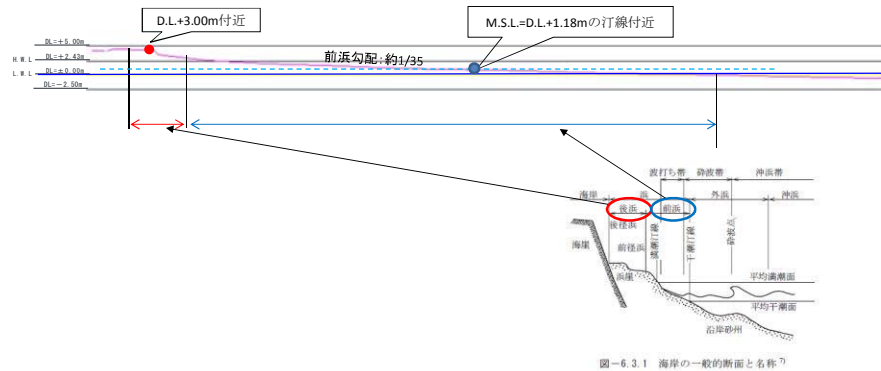 D.L.+3.00m付近
M.S.L.=D.L.+1.18mの汀線付近
DL=+5.00m
前浜勾配:約1/35
H.W.L
DL=+2.43m
L.W.L
DL=±0.00m
DL=-2.50m
波打ち帯
砕波帯
沖浜帯
海岸
浜
外浜
沖浜
後浜
前浜
後径浜
前径浜
満潮汀線
干潮汀線
砕波点
海崖
浜崖
平均満潮面
平均干潮面
沿岸砂州
図-6.3.1 海岸の一般的断面と名称 7)